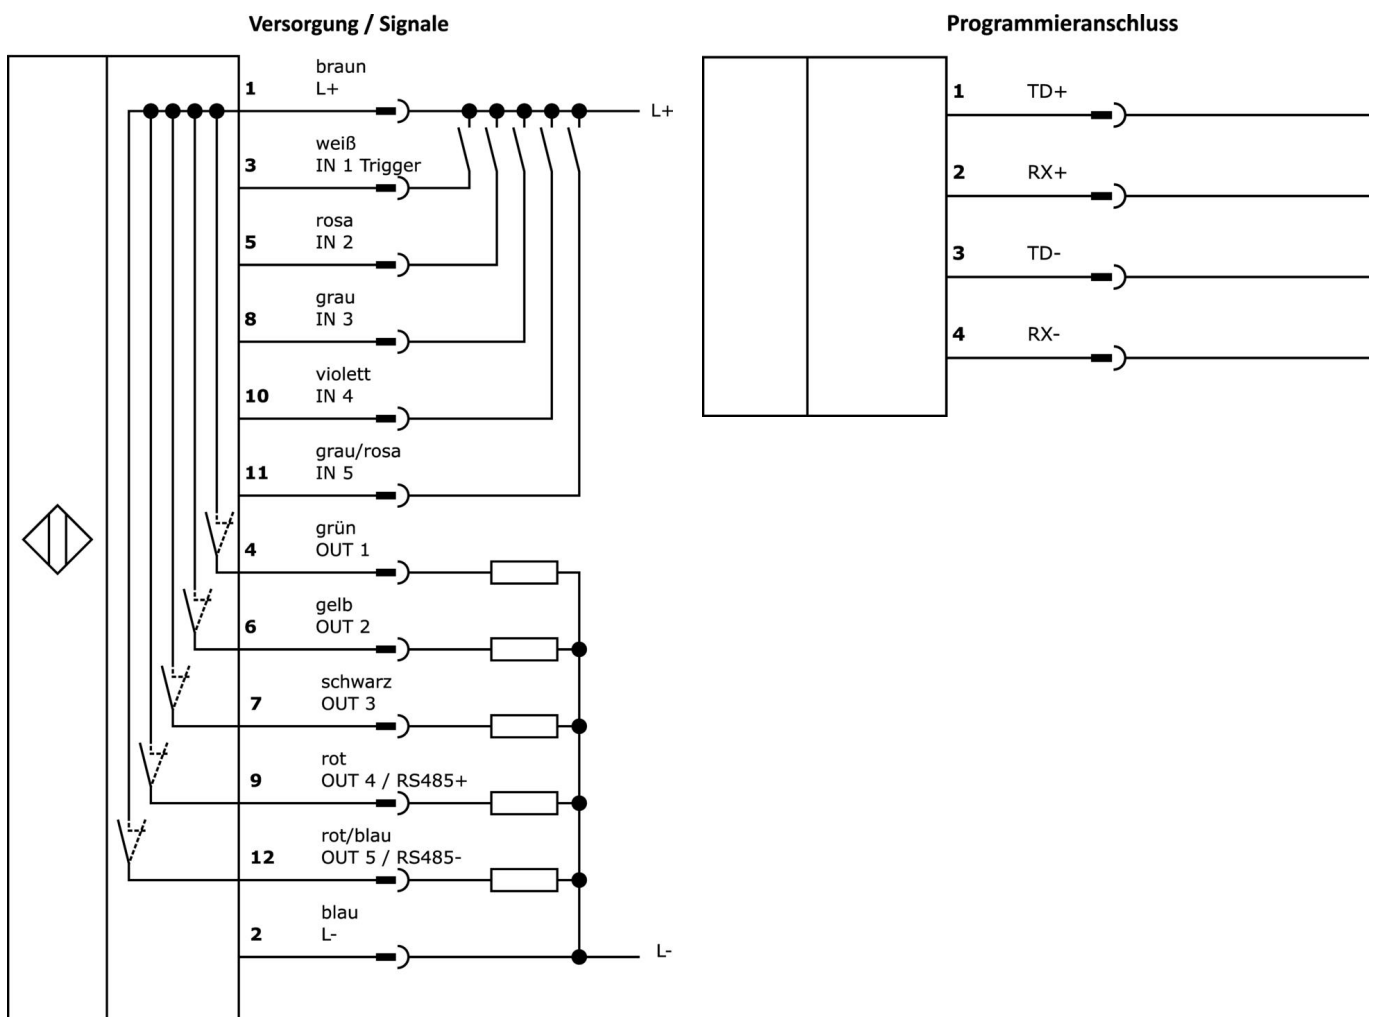 Versorgung / Signale
braun
1 L+
L+
weiß
3 IN 1 Trigger
rosa
5 IN 2
grau
8 IN 3
violett
10 IN 4
grau/rosa
11 IN 5
grün
4 OUT 1
gelb
6 OUT 2
schwarz
7 OUT 3
rot
9 OUT 4 / RS485+
rot/blau
12 OUT 5 / RS485-
blau
2 L-
L-
Programmieranschluss
1 TD+
2 RX+
3 TD-
4 RX-